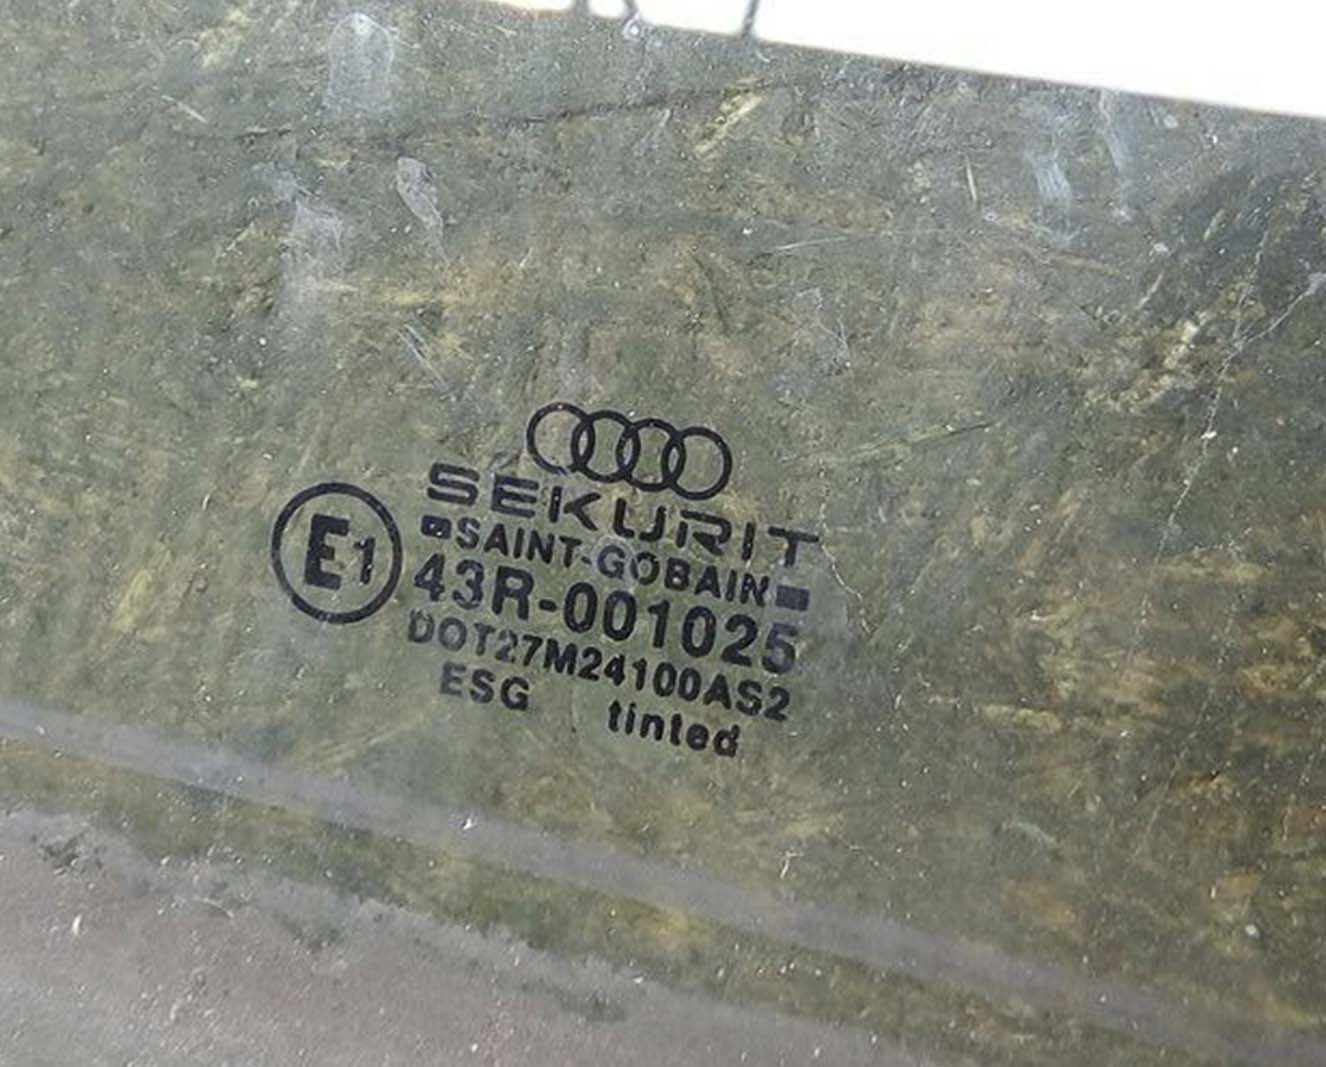 SEKURIT
SAINT-GOBAIN
E1 43R-001025
DOT27M24100AS2
ESG tinted